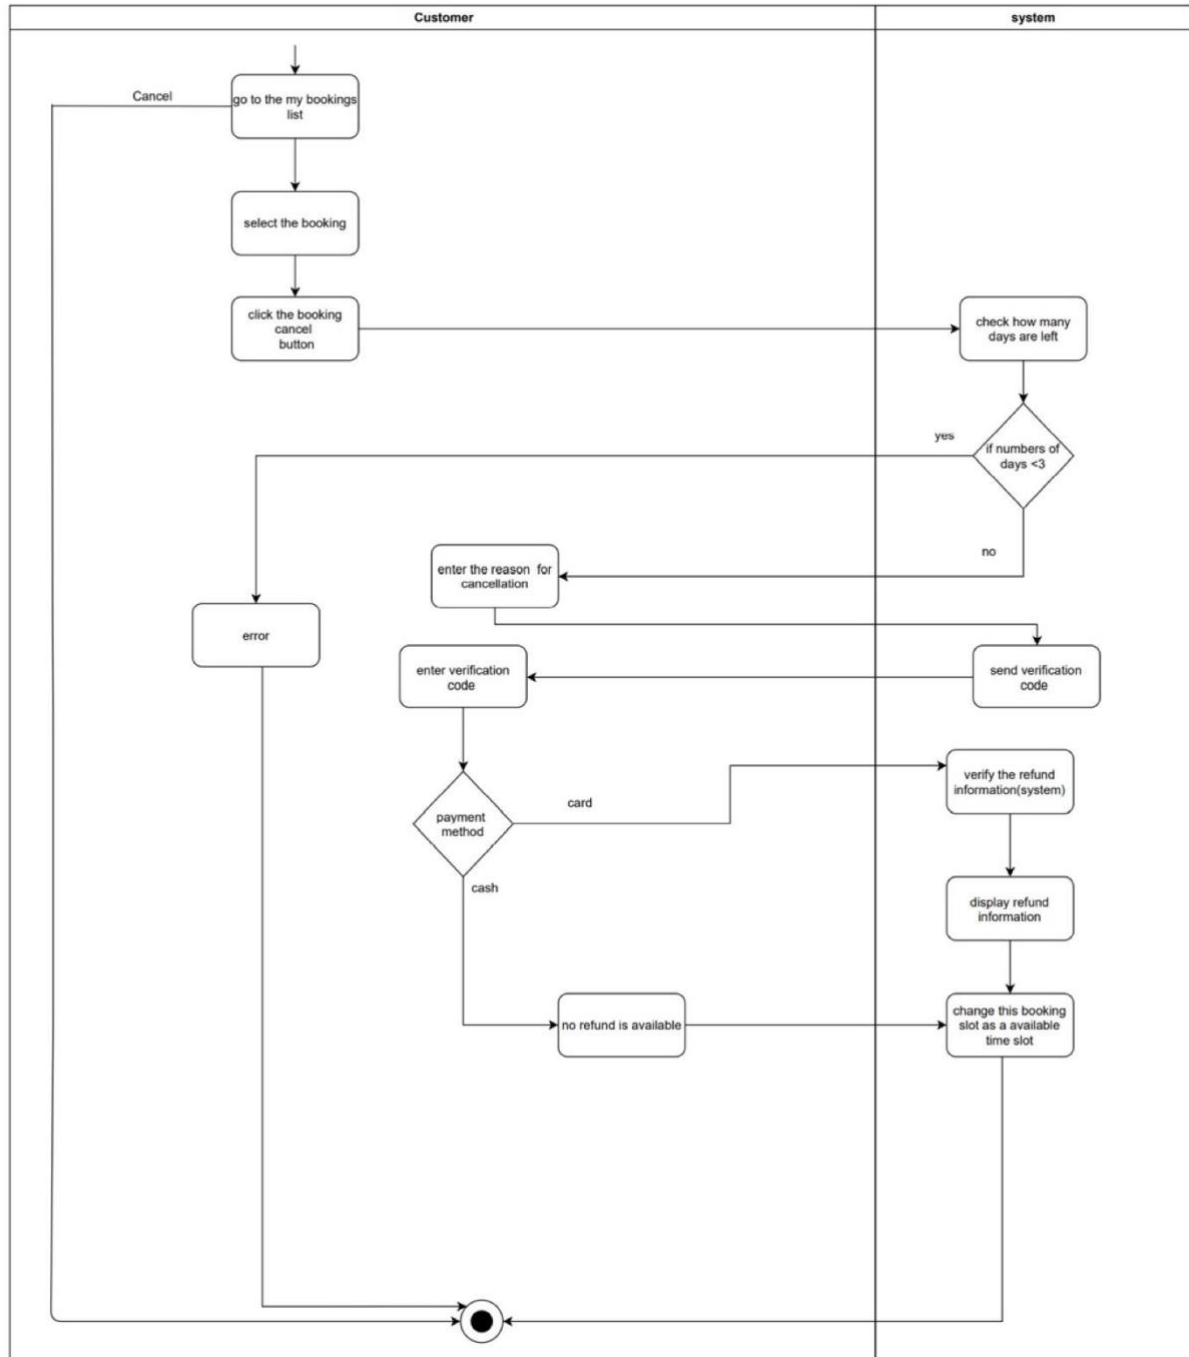 Customer
system
Cancel
go to the my bookings
list
select the booking
click the booking
cancel
button
check how many
days are left
yes
if numbers of
days <3
no
enter the reason for
cancellation
error
enter verification
code
send verification
code
verify the refund
information(system)
card
payment
method
cash
display refund
information
no refund is available
change this booking
slot as a available
time slot